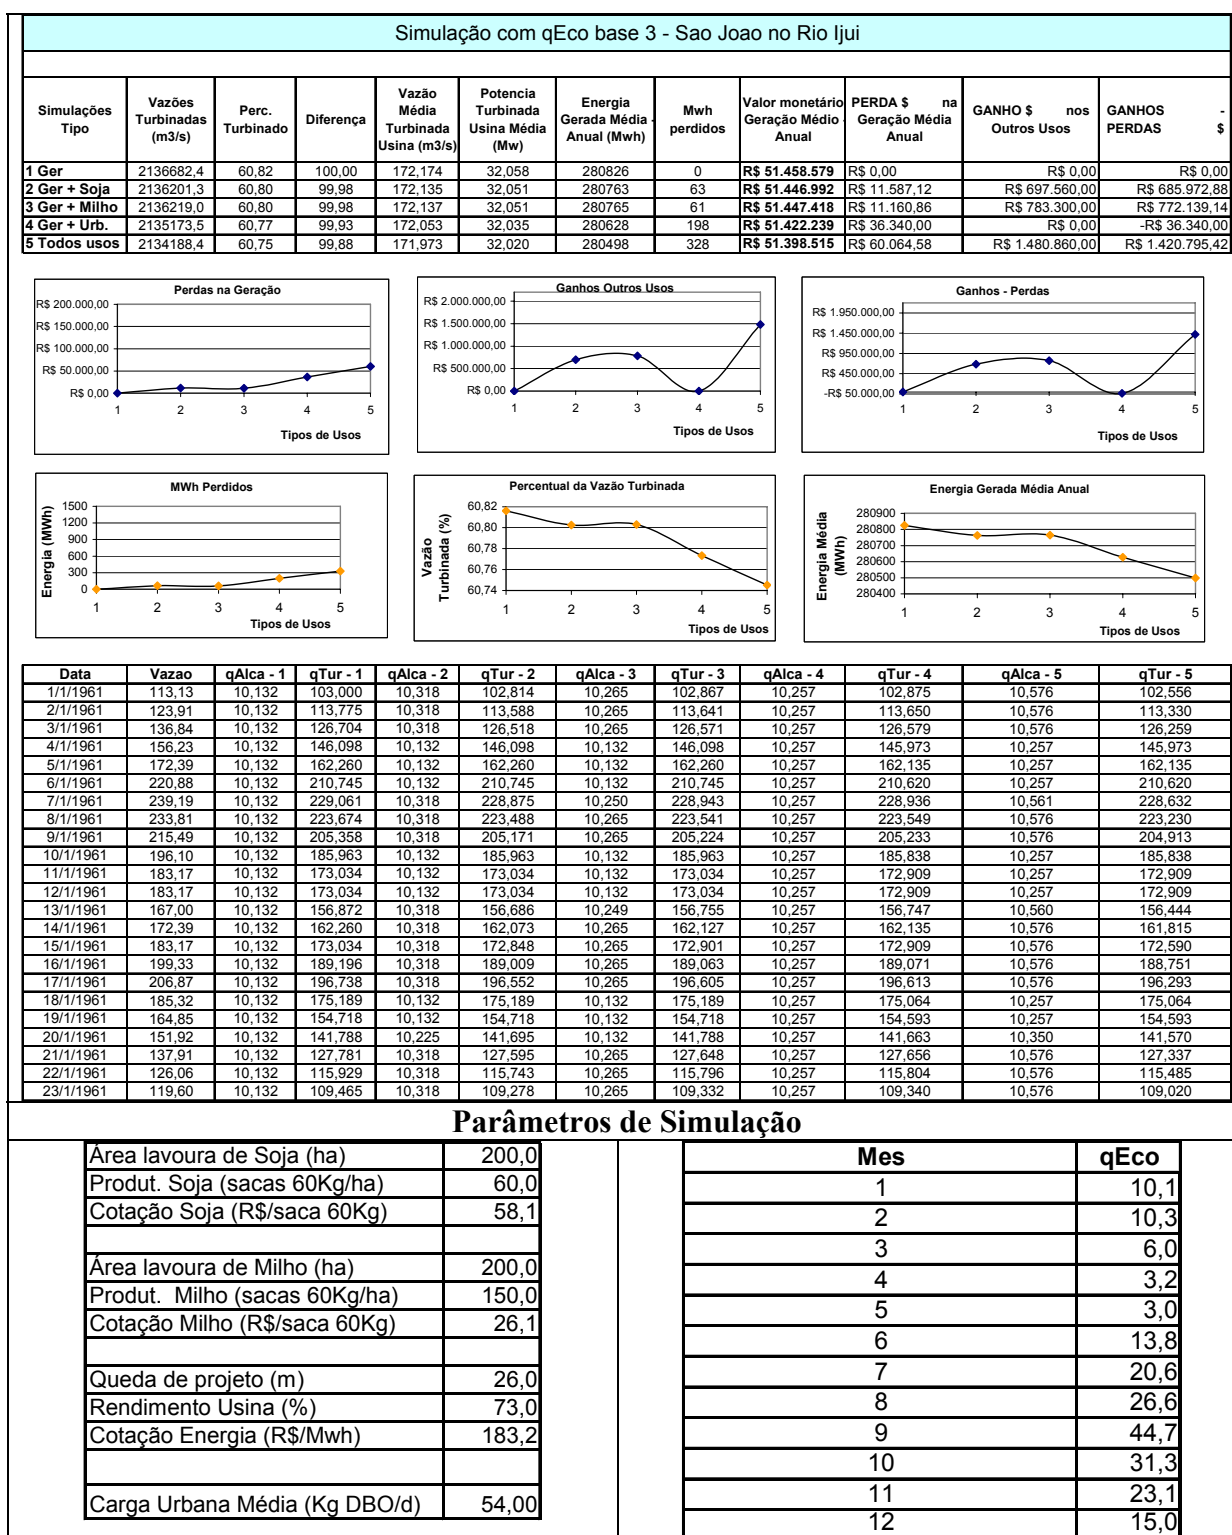 Simulação com qEco base 3 - Sao Joao no Rio Ijui
Simulações Tipo | Vazões Turbinadas (m3/s) | Perc. Turbinado | Diferença | Vazão Média Turbinada Usina (m3/s) | Potencia Turbinada Usina Média (Mw) | Energia Gerada Média - Anual (Mwh) | Mwh perdidos | Valor monetário Geração Médio - Anual | PERDA $ na Geração Média Anual | GANHO $ nos Outros Usos | GANHOS - PERDAS $
1 Ger | 2136682,4 | 60,82 | 100,00 | 172,174 | 32,058 | 280826 | 0 | R$ 51.458.579 | R$ 0,00 | R$ 0,00 | R$ 0,00
2 Ger + Soja | 2136201,3 | 60,80 | 99,98 | 172,135 | 32,051 | 280763 | 63 | R$ 51.446.992 | R$ 11.587,12 | R$ 697.560,00 | R$ 685.972,88
3 Ger + Milho | 2136219,0 | 60,80 | 99,98 | 172,137 | 32,051 | 280765 | 61 | R$ 51.447.418 | R$ 11.160,86 | R$ 783.300,00 | R$ 772.139,14
4 Ger + Urb. | 2135173,5 | 60,77 | 99,93 | 172,053 | 32,035 | 280628 | 198 | R$ 51.422.239 | R$ 36.340,00 | R$ 0,00 | -R$ 36.340,00
5 Todos usos | 2134188,4 | 60,75 | 99,88 | 171,973 | 32,020 | 280498 | 328 | R$ 51.398.515 | R$ 60.064,58 | R$ 1.480.860,00 | R$ 1.420.795,42
Perdas na Geração
R$ 200.000,00
R$ 150.000,00
R$ 100.000,00
R$ 50.000,00
R$ 0,00
1 2 3 4 5
Tipos de Usos
Ganhos Outros Usos
R$ 2.000.000,00
R$ 1.500.000,00
R$ 1.000.000,00
R$ 500.000,00
R$ 0,00
1 2 3 4 5
Tipos de Usos
Ganhos - Perdas
R$ 1.950.000,00
R$ 1.450.000,00
R$ 950.000,00
R$ 450.000,00
-R$ 50.000,00
1 2 3 4 5
Tipos de Usos
MWh Perdidos
Energia (MWh)
1500
1200
900
600
300
0
1 2 3 4 5
Tipos de Usos
Percentual da Vazão Turbinada
Vazão Turbinada (%)
60,82
60,80
60,78
60,76
60,74
1 2 3 4 5
Tipos de Usos
Energia Gerada Média Anual
Energia Média (MWh)
280900
280800
280700
280600
280500
280400
1 2 3 4 5
Tipos de Usos
Data | Vazao | qAlca - 1 | qTur - 1 | qAlca - 2 | qTur - 2 | qAlca - 3 | qTur - 3 | qAlca - 4 | qTur - 4 | qAlca - 5 | qTur - 5
1/1/1961 | 113,13 | 10,132 | 103,000 | 10,318 | 102,814 | 10,265 | 102,867 | 10,257 | 102,875 | 10,576 | 102,556
2/1/1961 | 123,91 | 10,132 | 113,775 | 10,318 | 113,588 | 10,265 | 113,641 | 10,257 | 113,650 | 10,576 | 113,330
3/1/1961 | 136,84 | 10,132 | 126,704 | 10,318 | 126,518 | 10,265 | 126,571 | 10,257 | 126,579 | 10,576 | 126,259
4/1/1961 | 156,23 | 10,132 | 146,098 | 10,132 | 146,098 | 10,132 | 146,098 | 10,257 | 145,973 | 10,257 | 145,973
5/1/1961 | 172,39 | 10,132 | 162,260 | 10,132 | 162,260 | 10,132 | 162,260 | 10,257 | 162,135 | 10,257 | 162,135
6/1/1961 | 220,88 | 10,132 | 210,745 | 10,132 | 210,745 | 10,132 | 210,745 | 10,257 | 210,620 | 10,257 | 210,620
7/1/1961 | 239,19 | 10,132 | 229,061 | 10,318 | 228,875 | 10,250 | 228,943 | 10,257 | 228,936 | 10,561 | 228,632
8/1/1961 | 233,81 | 10,132 | 223,674 | 10,318 | 223,488 | 10,265 | 223,541 | 10,257 | 223,549 | 10,576 | 223,230
9/1/1961 | 215,49 | 10,132 | 205,358 | 10,318 | 205,171 | 10,265 | 205,224 | 10,257 | 205,233 | 10,576 | 204,913
10/1/1961 | 196,10 | 10,132 | 185,963 | 10,132 | 185,963 | 10,132 | 185,963 | 10,257 | 185,838 | 10,257 | 185,838
11/1/1961 | 183,17 | 10,132 | 173,034 | 10,132 | 173,034 | 10,132 | 173,034 | 10,257 | 172,909 | 10,257 | 172,909
12/1/1961 | 183,17 | 10,132 | 173,034 | 10,132 | 173,034 | 10,132 | 173,034 | 10,257 | 172,909 | 10,257 | 172,909
13/1/1961 | 167,00 | 10,132 | 156,872 | 10,318 | 156,686 | 10,249 | 156,755 | 10,257 | 156,747 | 10,560 | 156,444
14/1/1961 | 172,39 | 10,132 | 162,260 | 10,318 | 162,073 | 10,265 | 162,127 | 10,257 | 162,135 | 10,576 | 161,815
15/1/1961 | 183,17 | 10,132 | 173,034 | 10,318 | 172,848 | 10,265 | 172,901 | 10,257 | 172,909 | 10,576 | 172,590
16/1/1961 | 199,33 | 10,132 | 189,196 | 10,318 | 189,009 | 10,265 | 189,063 | 10,257 | 189,071 | 10,576 | 188,751
17/1/1961 | 206,87 | 10,132 | 196,738 | 10,318 | 196,552 | 10,265 | 196,605 | 10,257 | 196,613 | 10,576 | 196,293
18/1/1961 | 185,32 | 10,132 | 175,189 | 10,132 | 175,189 | 10,132 | 175,189 | 10,257 | 175,064 | 10,257 | 175,064
19/1/1961 | 164,85 | 10,132 | 154,718 | 10,132 | 154,718 | 10,132 | 154,718 | 10,257 | 154,593 | 10,257 | 154,593
20/1/1961 | 151,92 | 10,132 | 141,788 | 10,225 | 141,695 | 10,132 | 141,788 | 10,257 | 141,663 | 10,350 | 141,570
21/1/1961 | 137,91 | 10,132 | 127,781 | 10,318 | 127,595 | 10,265 | 127,648 | 10,257 | 127,656 | 10,576 | 127,337
22/1/1961 | 126,06 | 10,132 | 115,929 | 10,318 | 115,743 | 10,265 | 115,796 | 10,257 | 115,804 | 10,576 | 115,485
23/1/1961 | 119,60 | 10,132 | 109,465 | 10,318 | 109,278 | 10,265 | 109,332 | 10,257 | 109,340 | 10,576 | 109,020
Parâmetros de Simulação
Área lavoura de Soja (ha) | 200,0
Produt. Soja (sacas 60Kg/ha) | 60,0
Cotação Soja (R$/saca 60Kg) | 58,1
Área lavoura de Milho (ha) | 200,0
Produt. Milho (sacas 60Kg/ha) | 150,0
Cotação Milho (R$/saca 60Kg) | 26,1
Queda de projeto (m) | 26,0
Rendimento Usina (%) | 73,0
Cotação Energia (R$/Mwh) | 183,2
Carga Urbana Média (Kg DBO/d) | 54,00
Mes | qEco
1 | 10,1
2 | 10,3
3 | 6,0
4 | 3,2
5 | 3,0
6 | 13,8
7 | 20,6
8 | 26,6
9 | 44,7
10 | 31,3
11 | 23,1
12 | 15,0